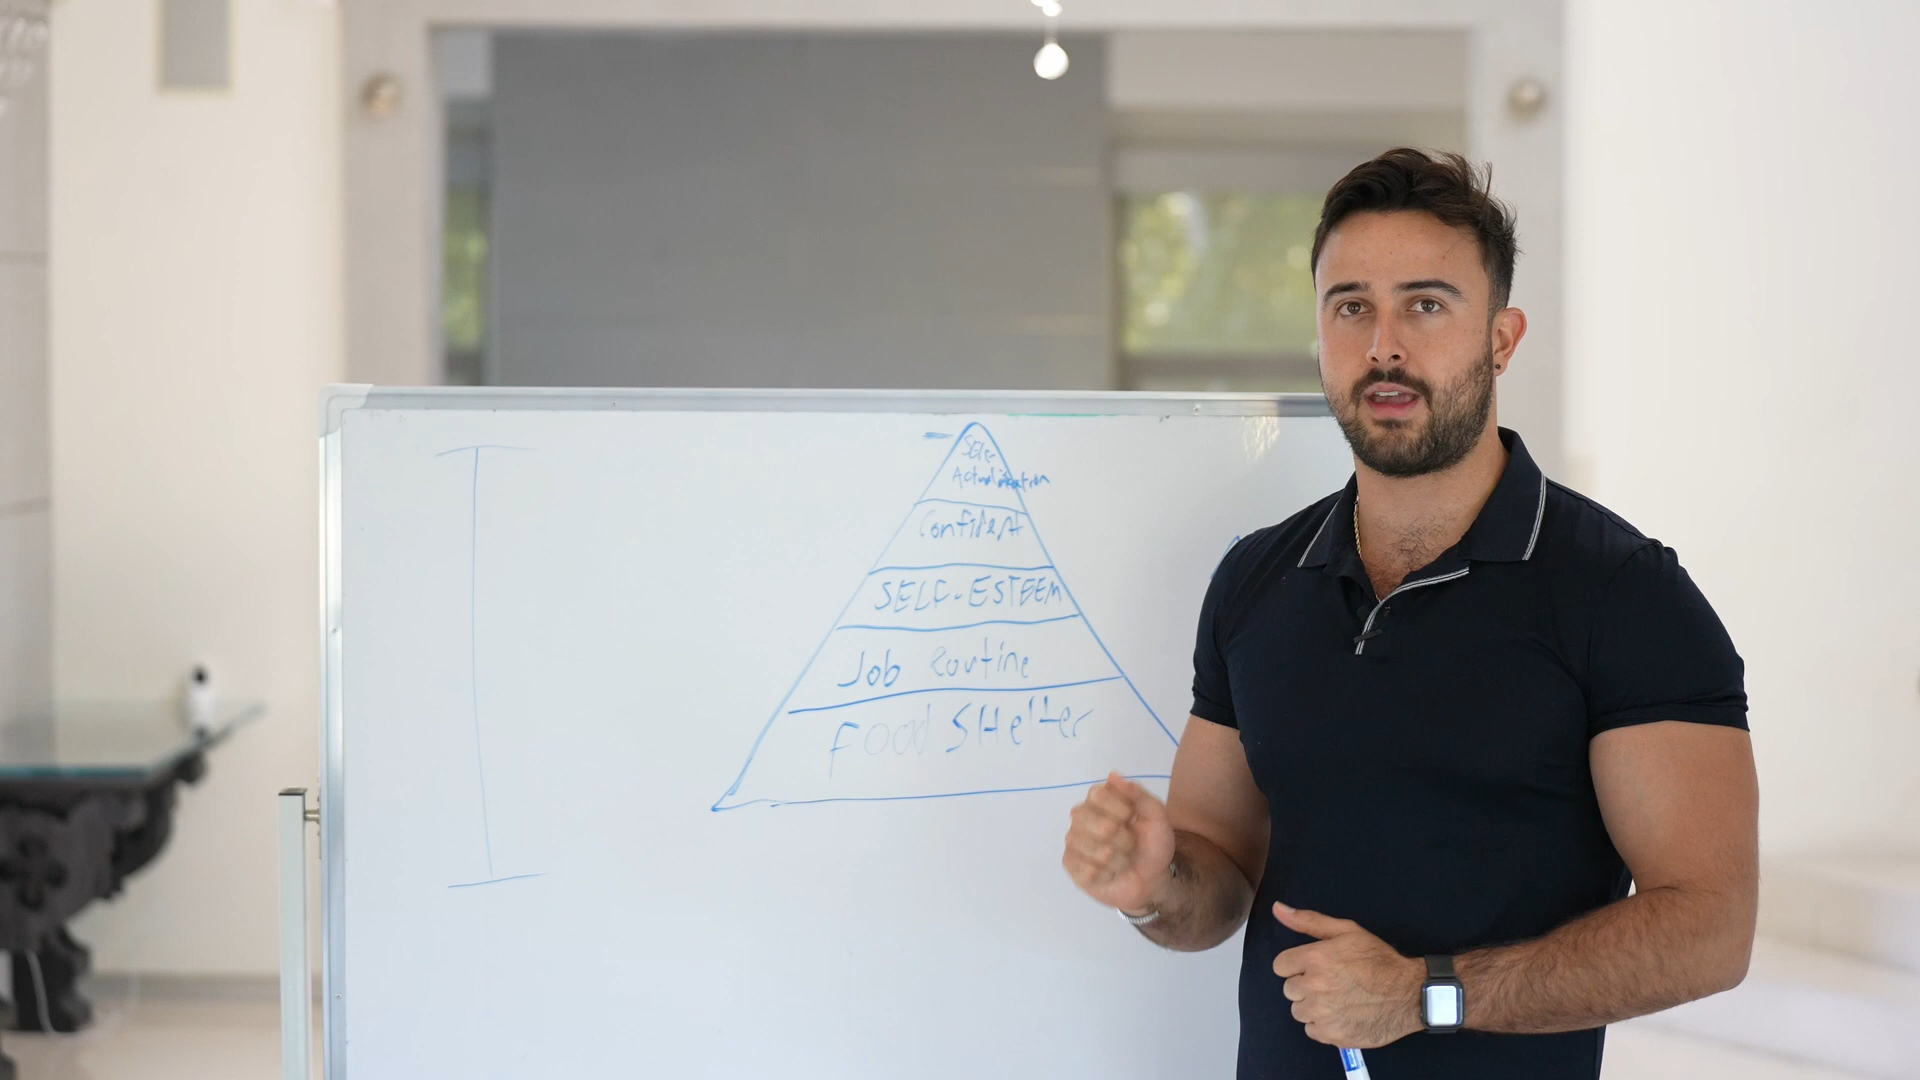 Self-
Actualization
Confident
SELF-ESTEEM
Job Routine
Food SHelter